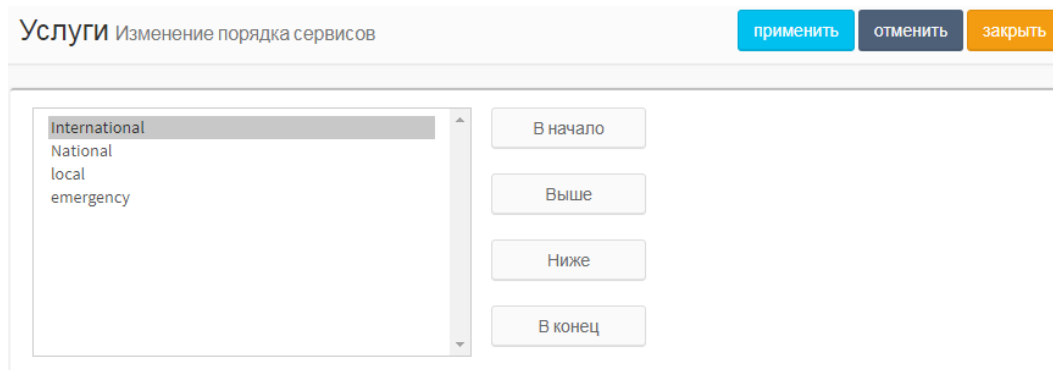 Услуги Изменение порядка сервисов
применить
отменить
закрыть
International
National
local
emergency
В начало
Выше
Ниже
В конец